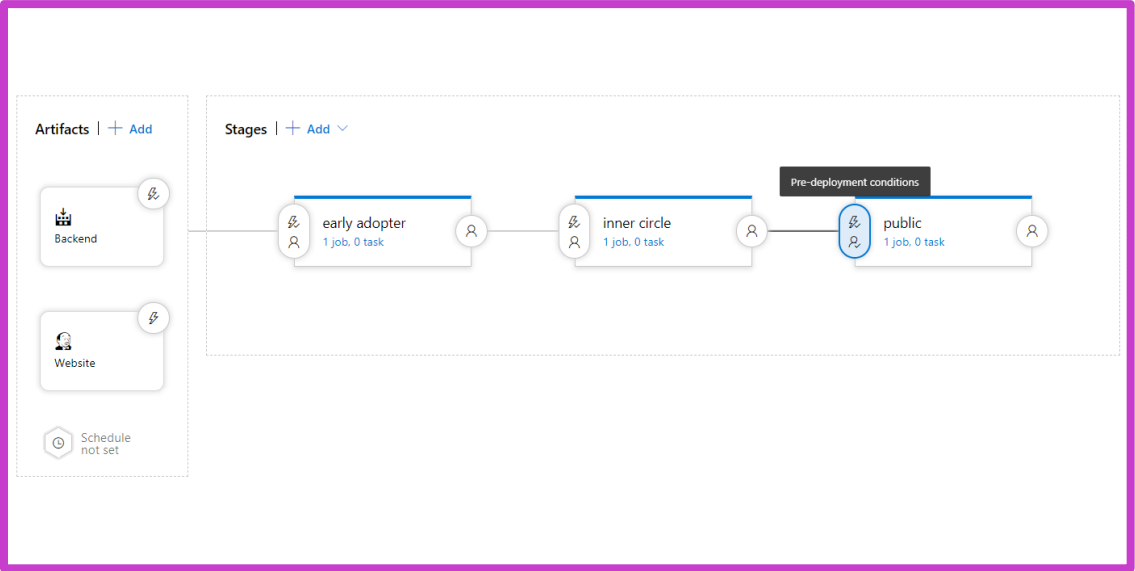 Artifacts | + Add
Stages | + Add
Pre-deployment conditions
Backend
early adopter
1 job, 0 task
inner circle
1 job, 0 task
public
1 job, 0 task
Website
Schedule
not set